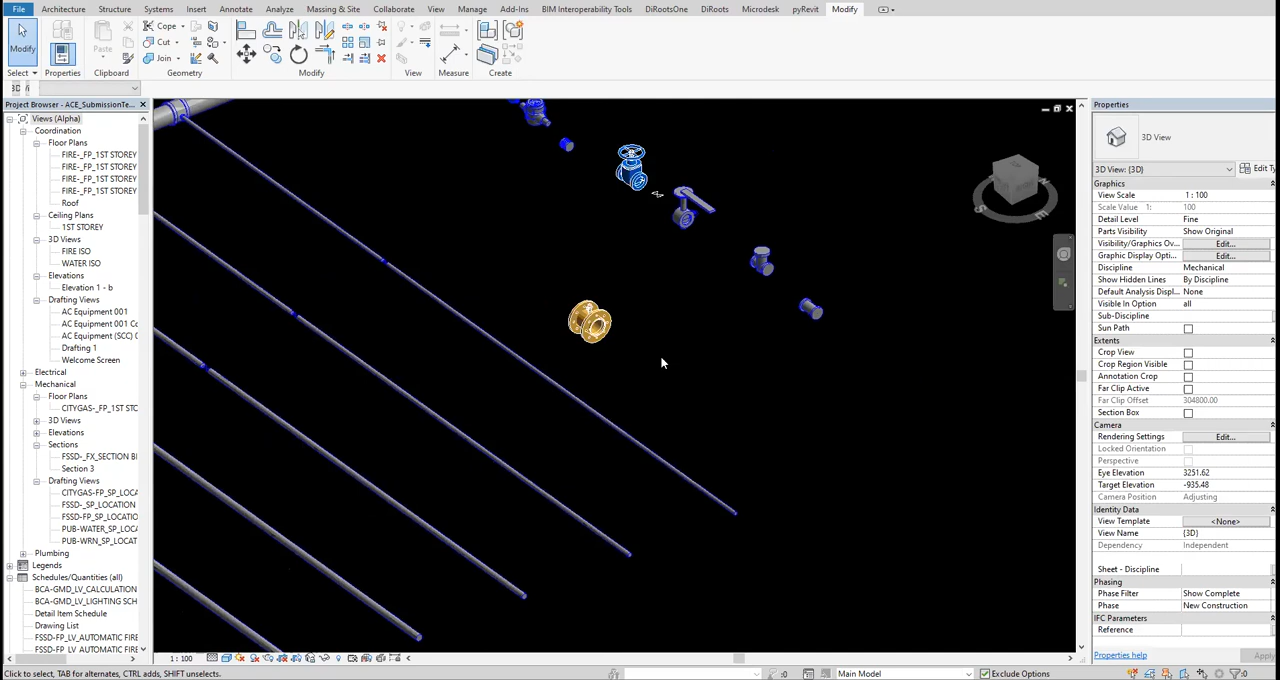 File Architecture Structure Systems Insert Annotate Analyze Massing & Site Collaborate View Manage Add-Ins BIM Interoperability Tools DiRootsOne DiRoots Microdesk pyRevit Modify
Modify
Properties
Paste
Cope
Cut
Join
Select Properties Clipboard Geometry Modify View Measure Create
3D
Project Browser - ACE_SubmissionTe...
Views (Alpha)
Coordination
Floor Plans
FIRE-_FP_1ST STOREY
FIRE-_FP_1ST STOREY
FIRE-_FP_1ST STOREY
FIRE-_FP_1ST STOREY
Roof
Ceiling Plans
1ST STOREY
3D Views
FIRE ISO
WATER ISO
Elevations
Elevation 1 - b
Drafting Views
AC Equipment 001
AC Equipment 001 Cc
AC Equipment (SCC) 0
Drafting 1
Welcome Screen
Electrical
Mechanical
Floor Plans
CITYGAS-_FP_1ST STOC
3D Views
Elevations
Sections
FSSD-_FX_SECTION B
Section 3
Drafting Views
CITYGAS-FP_SP_LOCA
FSSD-_SP_LOCATION
FSSD-FP_SP_LOCATION
PUB-WATER_SP_LOCA
PUB-WRN_SP_LOCAT
Plumbing
Legends
Schedules/Quantities (all)
BCA-GMD_LV_CALCULATION
BCA-GMD_LV_LIGHTING SCH
Detail Item Schedule
Drawing List
FSSD-FP_LV_AUTOMATIC FIRE
FSSD-FP_LV_AUTOMATIC FIRE
Properties
3D View
3D View: {3D} Edit Ty
Graphics
View Scale 1 : 100
Scale Value 1: 100
Detail Level Fine
Parts Visibility Show Original
Visibility/Graphics Ov... Edit...
Graphic Display Opti... Edit...
Discipline Mechanical
Show Hidden Lines By Discipline
Default Analysis Displ... None
Visible In Option all
Sub-Discipline
Sun Path
Extents
Crop View
Crop Region Visible
Annotation Crop
Far Clip Active
Far Clip Offset 304800.00
Section Box
Camera
Rendering Settings Edit...
Locked Orientation
Perspective
Eye Elevation 3251.62
Target Elevation -935.48
Camera Position Adjusting
Identity Data
View Template <None>
View Name {3D}
Dependency Independent
Sheet - Discipline
Phasing
Phase Filter Show Complete
Phase New Construction
IFC Parameters
Reference
Properties help Apply
1 : 100
Click to select, TAB for alternates, CTRL adds, SHIFT unselects. :0 Main Model Exclude Options :0